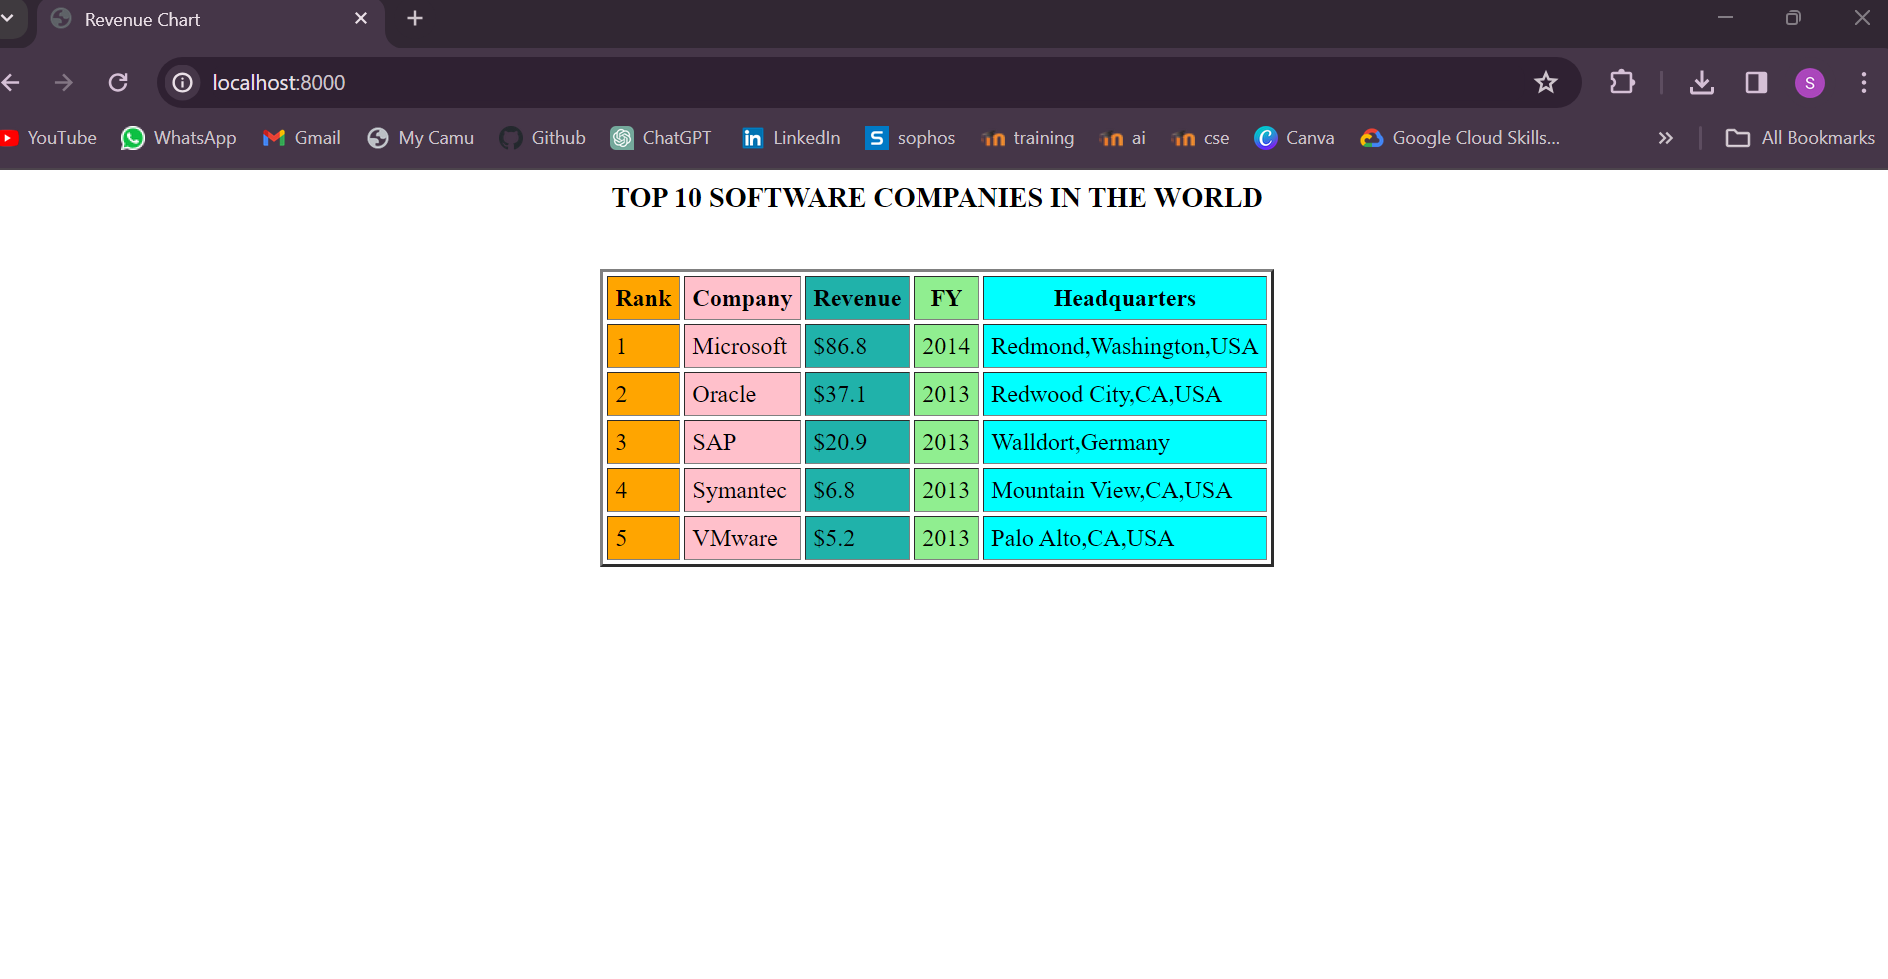 Revenue Chart
localhost:8000
S
YouTube WhatsApp Gmail My Camu Github ChatGPT in LinkedIn S sophos training ai cse Canva Google Cloud Skills... All Bookmarks
TOP 10 SOFTWARE COMPANIES IN THE WORLD
Rank Company Revenue FY Headquarters
1 Microsoft $86.8 2014 Redmond,Washington,USA
2 Oracle $37.1 2013 Redwood City,CA,USA
3 SAP $20.9 2013 Walldort,Germany
4 Symantec $6.8 2013 Mountain View,CA,USA
5 VMware $5.2 2013 Palo Alto,CA,USA